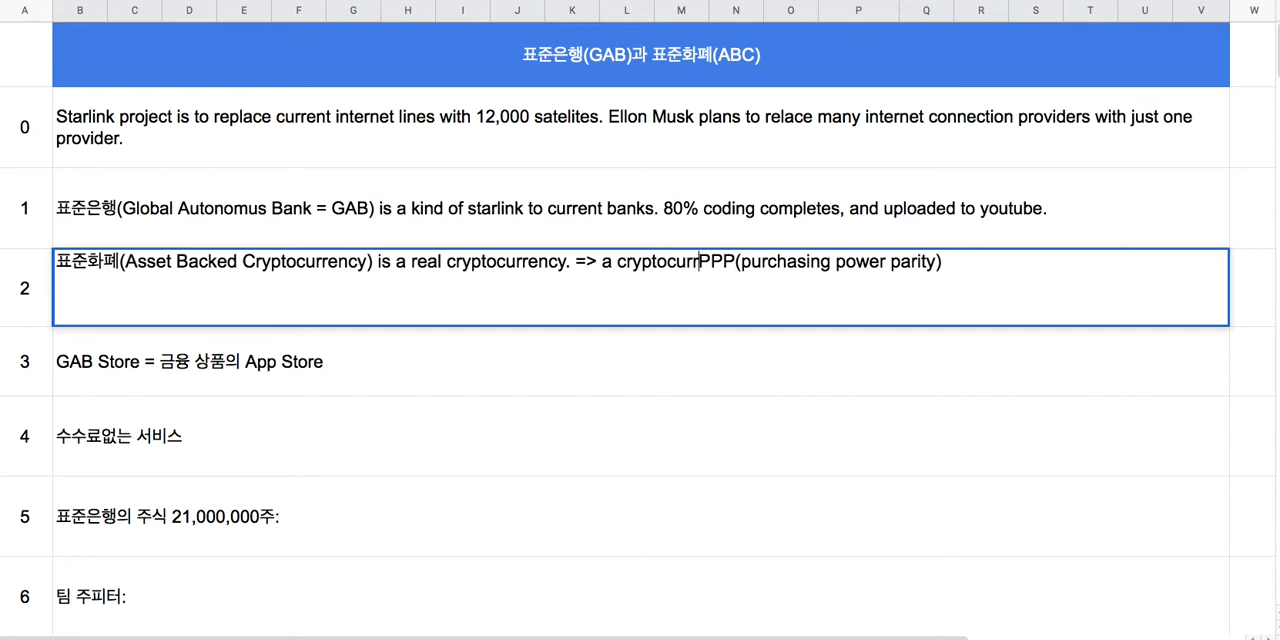 A B C D E F G H I J K L M N O P Q R S T U V W
표준은행(GAB)과 표준화폐(ABC)
0 Starlink project is to replace current internet lines with 12,000 satelites. Ellon Musk plans to relace many internet connection providers with just one
provider.
1 표준은행(Global Autonomus Bank = GAB) is a kind of starlink to current banks. 80% coding completes, and uploaded to youtube.
2 표준화폐(Asset Backed Cryptocurrency) is a real cryptocurrency. => a cryptocurrPPP(purchasing power parity)
3 GAB Store = 금융 상품의 App Store
4 수수료없는 서비스
5 표준은행의 주식 21,000,000주:
6 팀 주피터: